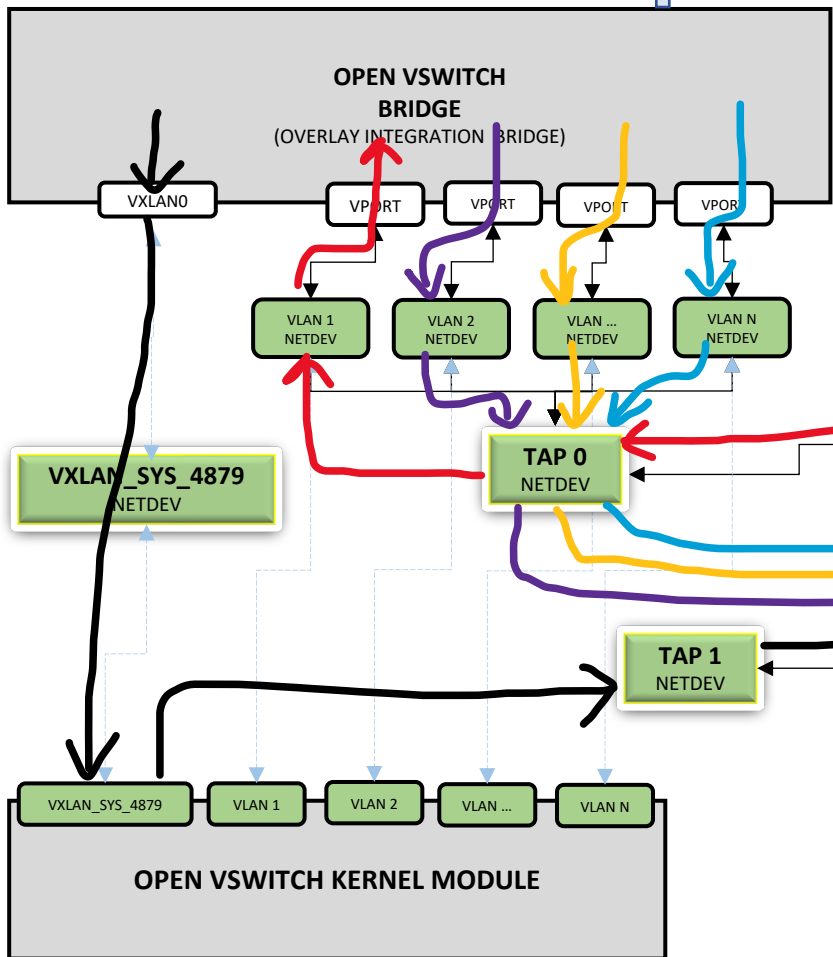 OPEN VSWITCH
BRIDGE
(OVERLAY INTEGRATION BRIDGE)
VXLAN0
VPORT
VPORT
VPORT
VPORT
VLAN 1
NETDEV
VLAN 2
NETDEV
VLAN ...
NETDEV
VLAN N
NETDEV
VXLAN_SYS_4879
NETDEV
TAP 0
NETDEV
TAP 1
NETDEV
VXLAN_SYS_4879
VLAN 1
VLAN 2
VLAN ...
VLAN N
OPEN VSWITCH KERNEL MODULE